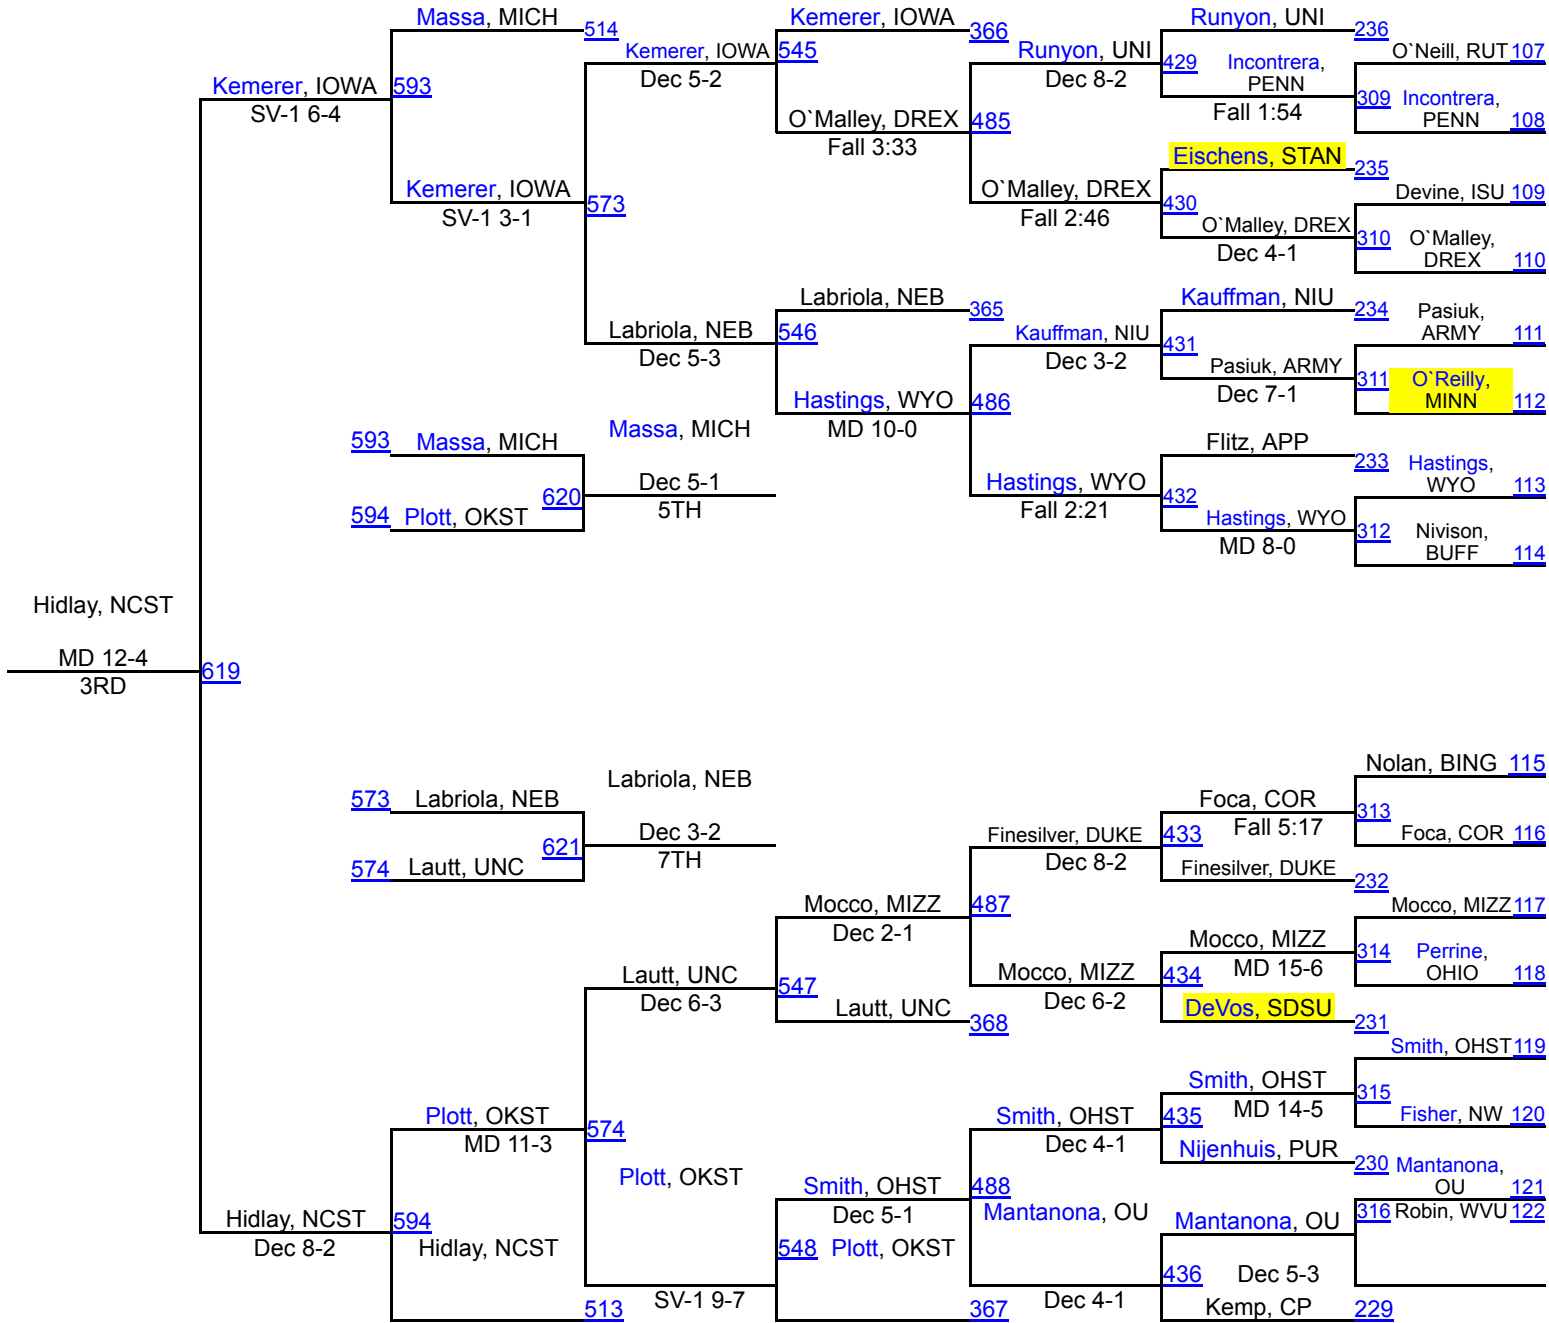 Massa, MICH
514
Kemerer, IOWA
366
Runyon, UNI
236
Kemerer, IOWA
545
Runyon, UNI
429
Incontrera,
PENN
O`Neill, RUT 107
Dec 5-2
Dec 8-2
Kemerer, IOWA
593
SV-1 6-4
Fall 1:54
309
Incontrera,
PENN
108
O`Malley, DREX
485
Fall 3:33
Eischens, STAN
235
Kemerer, IOWA
573
SV-1 3-1
O`Malley, DREX
430
Fall 2:46
Devine, ISU 109
O`Malley, DREX
310
Dec 4-1
O`Malley,
DREX
110
Labriola, NEB
365
Kauffman, NIU
234
Pasiuk,
ARMY
111
Labriola, NEB
546
Dec 5-3
Kauffman, NIU
431
Dec 3-2
Pasiuk, ARMY
311
Dec 7-1
O`Reilly,
MINN
112
Hastings, WYO
486
MD 10-0
593
Massa, MICH
Massa, MICH
Flitz, APP
233
Hastings,
WYO
113
620
Dec 5-1
5TH
Hastings, WYO
432
Fall 2:21
594
Plott, OKST
Hastings, WYO
312
MD 8-0
Nivison,
BUFF
114
Hidlay, NCST
MD 12-4
619
3RD
Nolan, BING 115
573
Labriola, NEB
Labriola, NEB
Foca, COR
313
Fall 5:17
621
Dec 3-2
7TH
Finesilver, DUKE
433
Dec 8-2
Foca, COR 116
574
Lautt, UNC
Finesilver, DUKE
232
Mocco, MIZZ
487
Dec 2-1
Mocco, MIZZ 117
Mocco, MIZZ
314
MD 15-6
Perrine,
OHIO
118
Lautt, UNC
547
Dec 6-3
Mocco, MIZZ
434
Dec 6-2
Lautt, UNC
368
DeVos, SDSU
231
Smith, OHST 119
Smith, OHST
315
MD 14-5
Fisher, NW 120
Plott, OKST
574
MD 11-3
Smith, OHST
435
Dec 4-1
Nijenhuis, PUR
230
Mantanona,
OU
121
Plott, OKST
Smith, OHST
488
Dec 5-1
Mantanona, OU
Mantanona, OU
316
Robin, WVU 122
Hidlay, NCST
594
Dec 8-2
Hidlay, NCST
548
Plott, OKST
436
Dec 5-3
SV-1 9-7
Dec 4-1
513
367
Kemp, CP
229